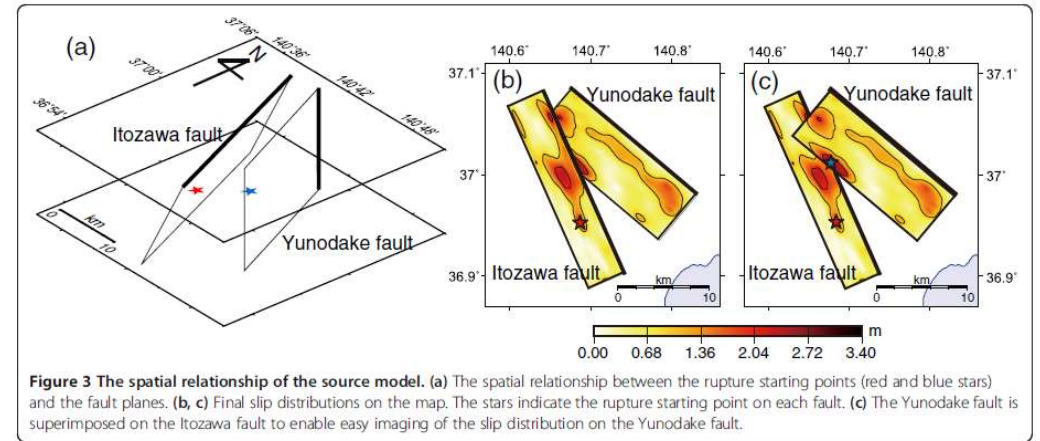 (a)
37°06'
N
140°36'
37°00'
140°42'
36°54'
140°48'
Itozawa fault
Yunodake fault
0
km
10
140.6˚ 140.7˚ 140.8˚
37.1˚
(b)
Yunodake fault
37˚
Itozawa fault
36.9˚
km
0 10
140.6˚ 140.7˚ 140.8˚
(c)
37.1˚
Yunodake fault
37˚
Itozawa fault
36.9˚
km
0 10
m
0.00 0.68 1.36 2.04 2.72 3.40
Figure 3 The spatial relationship of the source model. (a) The spatial relationship between the rupture starting points (red and blue stars)
and the fault planes. (b, c) Final slip distributions on the map. The stars indicate the rupture starting point on each fault. (c) The Yunodake fault is
superimposed on the Itozawa fault to enable easy imaging of the slip distribution on the Yunodake fault.